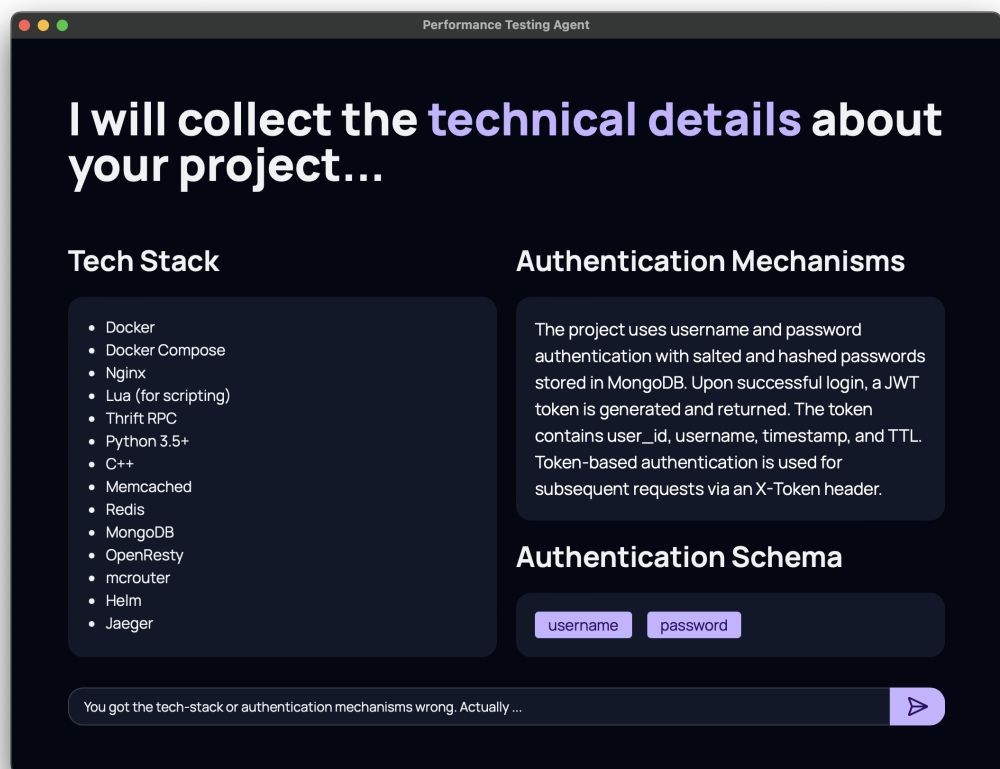 Performance Testing Agent
I will collect the technical details about
your project...
Tech Stack
Docker
Docker Compose
Nginx
Lua (for scripting)
Thrift RPC
Python 3.5+
C++
Memcached
Redis
MongoDB
OpenResty
mcrouter
Helm
Jaeger
Authentication Mechanisms
The project uses username and password
authentication with salted and hashed passwords
stored in MongoDB. Upon successful login, a JWT
token is generated and returned. The token
contains user_id, username, timestamp, and TTL.
Token-based authentication is used for
subsequent requests via an X-Token header.
Authentication Schema
username password
You got the tech-stack or authentication mechanisms wrong. Actually ...